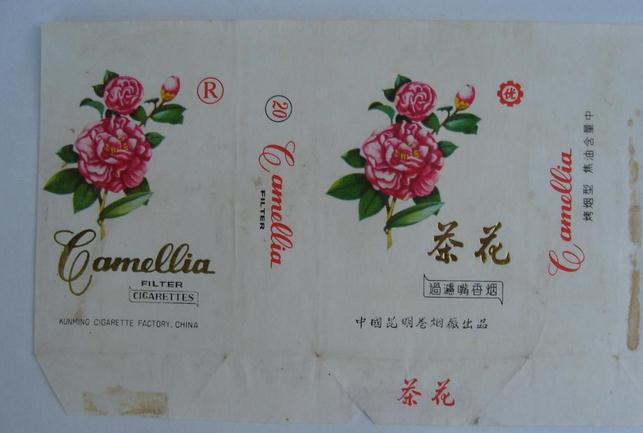 ®
Camellia
FILTER
CIGARETTES
KUNMING CIGARETTE FACTORY, CHINA
20
Camellia
FILTER
优
茶花
過濾嘴香烟
中國昆明卷烟廠出品
茶花
Camellia
烤烟型 焦油含量中